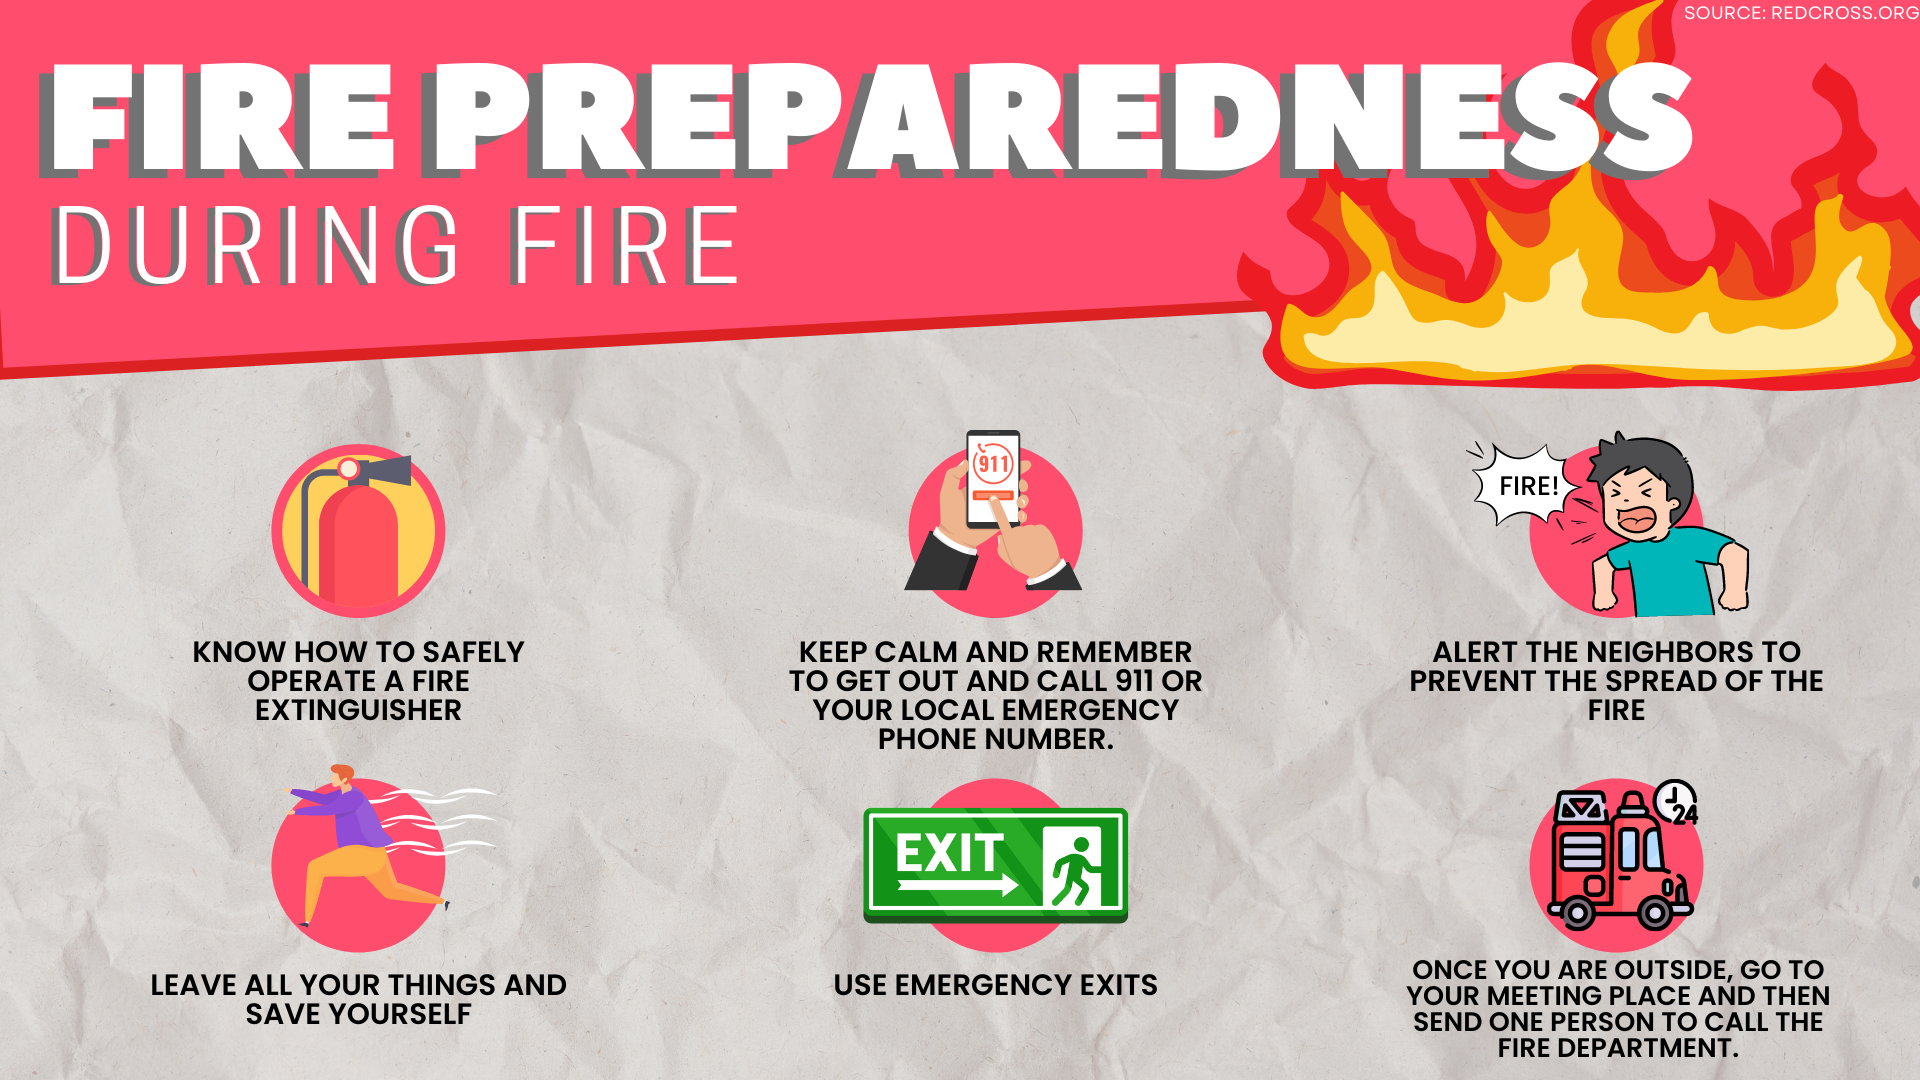 SOURCE: REDCROSS.ORG
FIRE PREPAREDNESS
DURING FIRE
911
FIRE!
KNOW HOW TO SAFELY
OPERATE A FIRE
EXTINGUISHER
KEEP CALM AND REMEMBER
TO GET OUT AND CALL 911 OR
YOUR LOCAL EMERGENCY
PHONE NUMBER.
ALERT THE NEIGHBORS TO
PREVENT THE SPREAD OF THE
FIRE
EXIT
24
LEAVE ALL YOUR THINGS AND
SAVE YOURSELF
USE EMERGENCY EXITS
ONCE YOU ARE OUTSIDE, GO TO
YOUR MEETING PLACE AND THEN
SEND ONE PERSON TO CALL THE
FIRE DEPARTMENT.